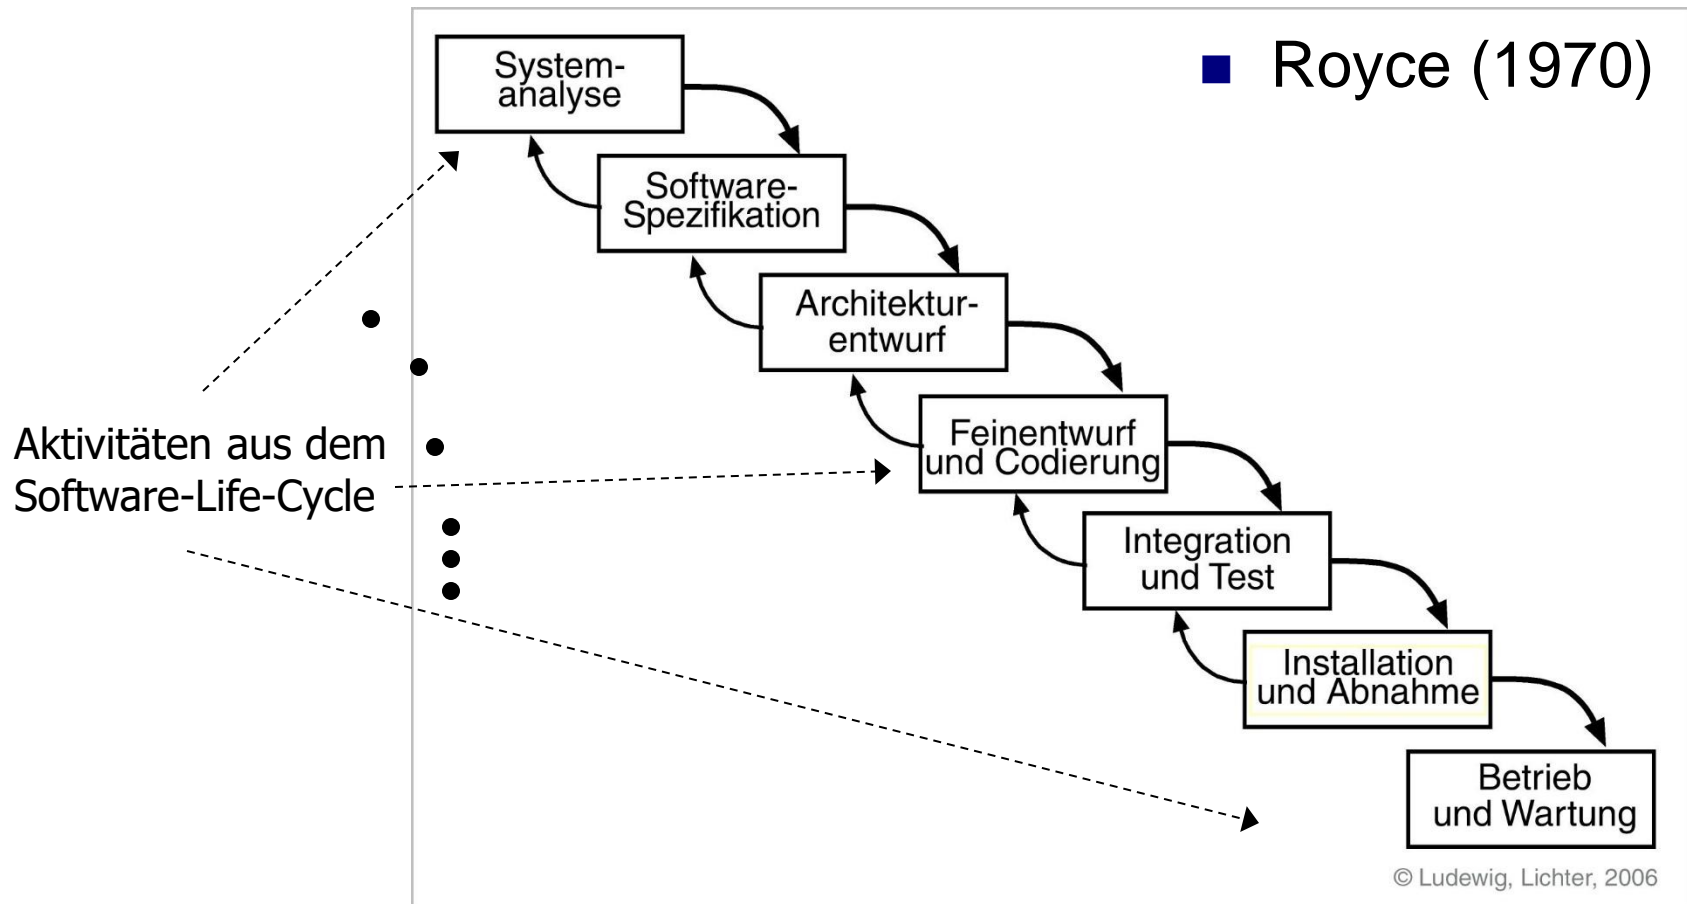 System-
analyse
Royce (1970)
Software-
Spezifikation
Architektur-
entwurf
Aktivitäten aus dem
Software-Life-Cycle
Feinentwurf
und Codierung
Integration
und Test
Installation
und Abnahme
Betrieb
und Wartung
© Ludewig, Lichter, 2006